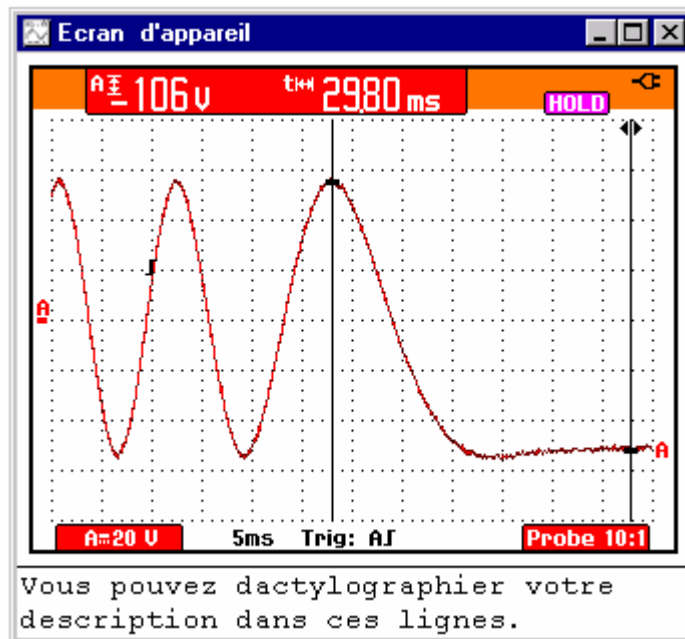 Ecran d'appareil
A -106 V t 29.80 ms
HOLD
A
A
A=20 V 5ms Trig: A Probe 10:1
Vous pouvez dactylographier votre
description dans ces lignes.